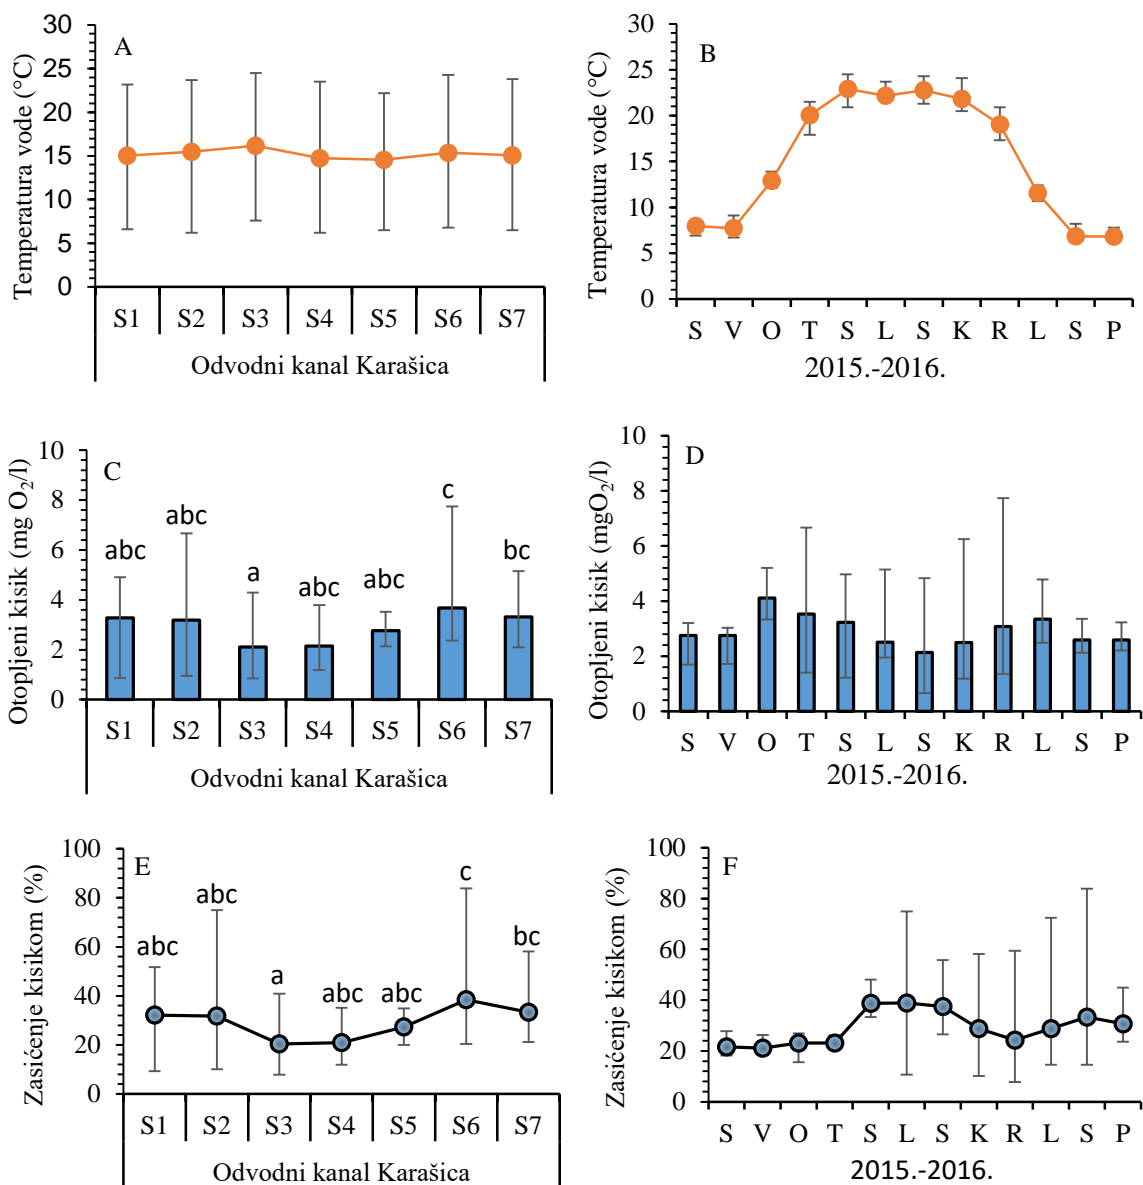 A
Temperatura vode (°C)
30
25
20
15
10
5
0
S1 S2 S3 S4 S5 S6 S7
Odvodni kanal Karašica
B
Temperatura vode (°C)
30
25
20
15
10
5
0
S V O T S L S K R L S P
2015.-2016.
C
Otopljeni kisik (mg O₂/l)
10
8
6
4
2
0
abc abc a abc abc c bc
S1 S2 S3 S4 S5 S6 S7
Odvodni kanal Karašica
D
Otopljeni kisik (mgO₂/l)
10
8
6
4
2
0
S V O T S L S K R L S P
2015.-2016.
E
Zasićenje kisikom (%)
100
80
60
40
20
0
abc abc a abc abc c bc
S1 S2 S3 S4 S5 S6 S7
Odvodni kanal Karašica
F
Zasićenje kisikom (%)
100
80
60
40
20
0
S V O T S L S K R L S P
2015.-2016.